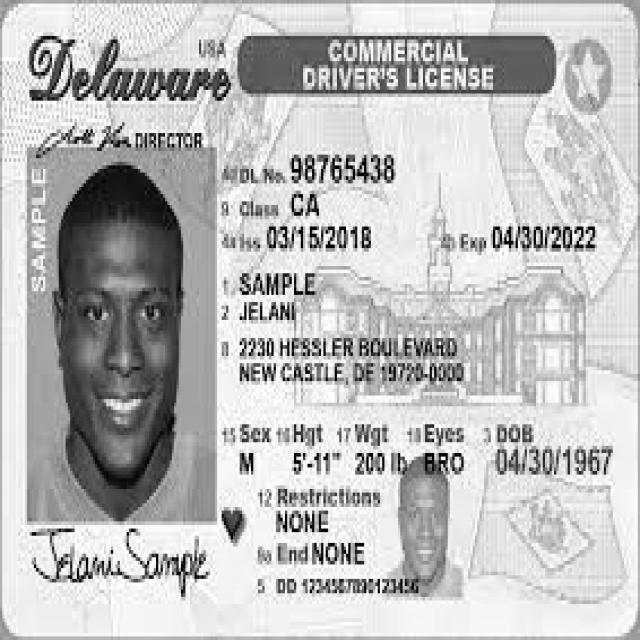 Delaware USA
COMMERCIAL
DRIVER'S LICENSE
DIRECTOR
SAMPLE
4d DL No. 98765438
9 Class CA
4a Iss 03/15/2018 4b Exp 04/30/2022
1 SAMPLE
2 JELANI
8 2230 HESSLER BOULEVARD
NEW CASTLE, DE 19720-0000
15 Sex 16 Hgt 17 Wgt 18 Eyes 3 DOB
M 5'-11" 200 lb BRO 04/30/1967
12 Restrictions
NONE
9a End NONE
5 DD 1234567890123456
Jelani Sample